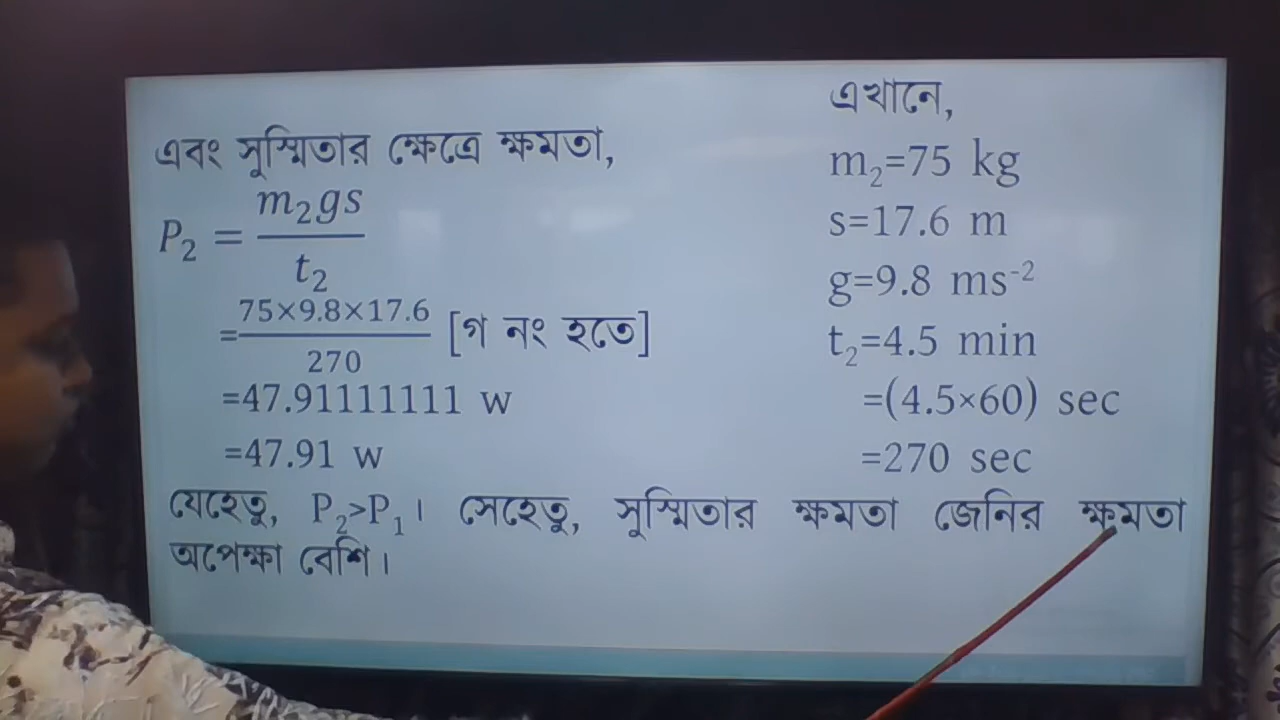 এবং সুস্মিতার ক্ষেত্রে ক্ষমতা,
P₂ = m₂gs / t₂
=75×9.8×17.6 / 270 [গ নং হতে]
=47.91111111 w
=47.91 w
এখানে,
m₂=75 kg
s=17.6 m
g=9.8 ms⁻²
t₂=4.5 min
=(4.5×60) sec
=270 sec
যেহেতু, P₂>P₁। সেহেতু, সুস্মিতার ক্ষমতা জেনির ক্ষমতা
অপেক্ষা বেশি।